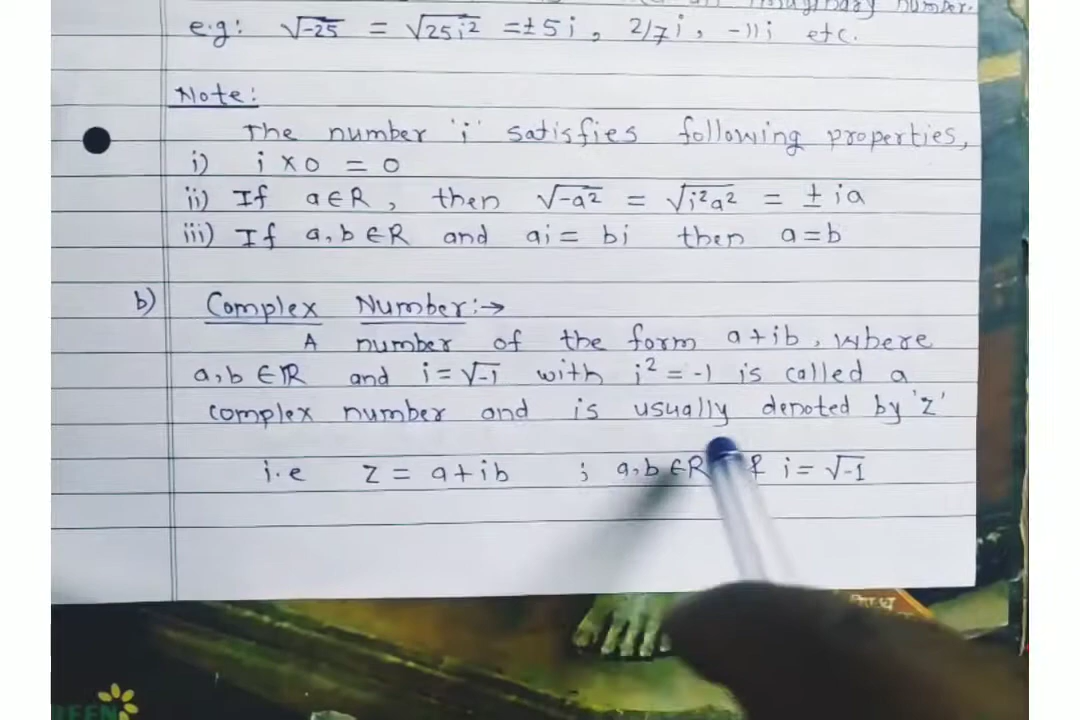 imaginary number.
e.g: √-25 = √25i² = ± 5i, 2/7i, -11i etc.
Note:
The number 'i' satisfies following properties,
i) i × 0 = 0
ii) If a ∈ R, then √-a² = √i²a² = ± ia
iii) If a, b ∈ R and ai = bi then a = b
b) Complex Number:→
A number of the form a+ib, where
a,b ∈ R and i = √-1 with i² = -1 is called a
complex number and is usually denoted by 'z'
i.e z = a+ib ; a,b ∈ R & i = √-1